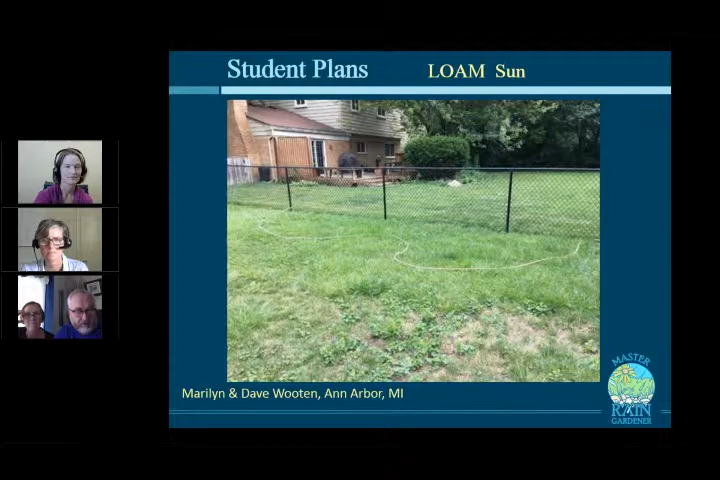 Student Plans
LOAM Sun
Marilyn & Dave Wooten, Ann Arbor, MI
MASTER
RAIN
GARDENER